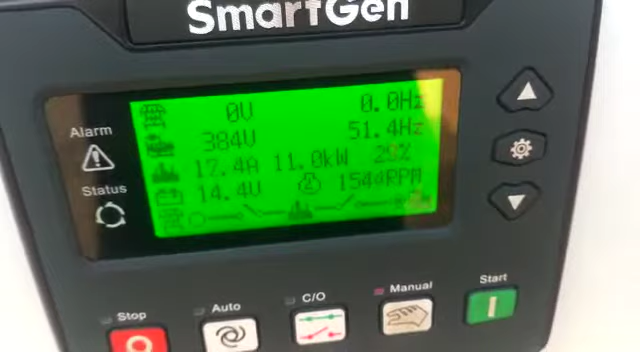 SmartGen
0V 0.0Hz
384V 51.4Hz
Alarm
17.4A 11.0kW 29%
Status
14.4V 1544RPM
Stop Auto C/O Manual Start